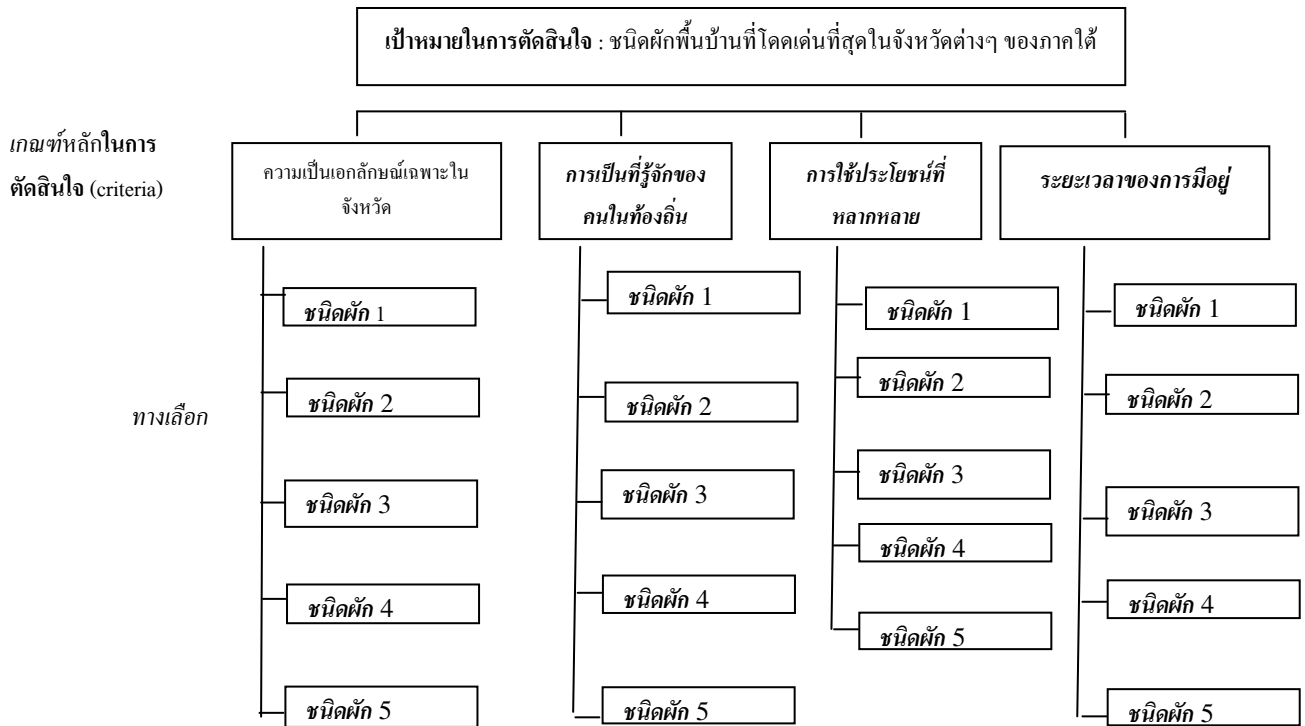 เป้าหมายในการตัดสินใจ : ชนิดผักพื้นบ้านที่โดดเด่นที่สุดในจังหวัดต่างๆ ของภาคใต้
เกณฑ์หลักในการ
ตัดสินใจ (criteria)
ความเป็นเอกลักษณ์เฉพาะใน
จังหวัด
การเป็นที่รู้จักของ
คนในท้องถิ่น
การใช้ประโยชน์ที่
หลากหลาย
ระยะเวลาของการมีอยู่
ทางเลือก
ชนิดผัก 1
ชนิดผัก 2
ชนิดผัก 3
ชนิดผัก 4
ชนิดผัก 5
ชนิดผัก 1
ชนิดผัก 2
ชนิดผัก 3
ชนิดผัก 4
ชนิดผัก 5
ชนิดผัก 1
ชนิดผัก 2
ชนิดผัก 3
ชนิดผัก 4
ชนิดผัก 5
ชนิดผัก 1
ชนิดผัก 2
ชนิดผัก 3
ชนิดผัก 4
ชนิดผัก 5